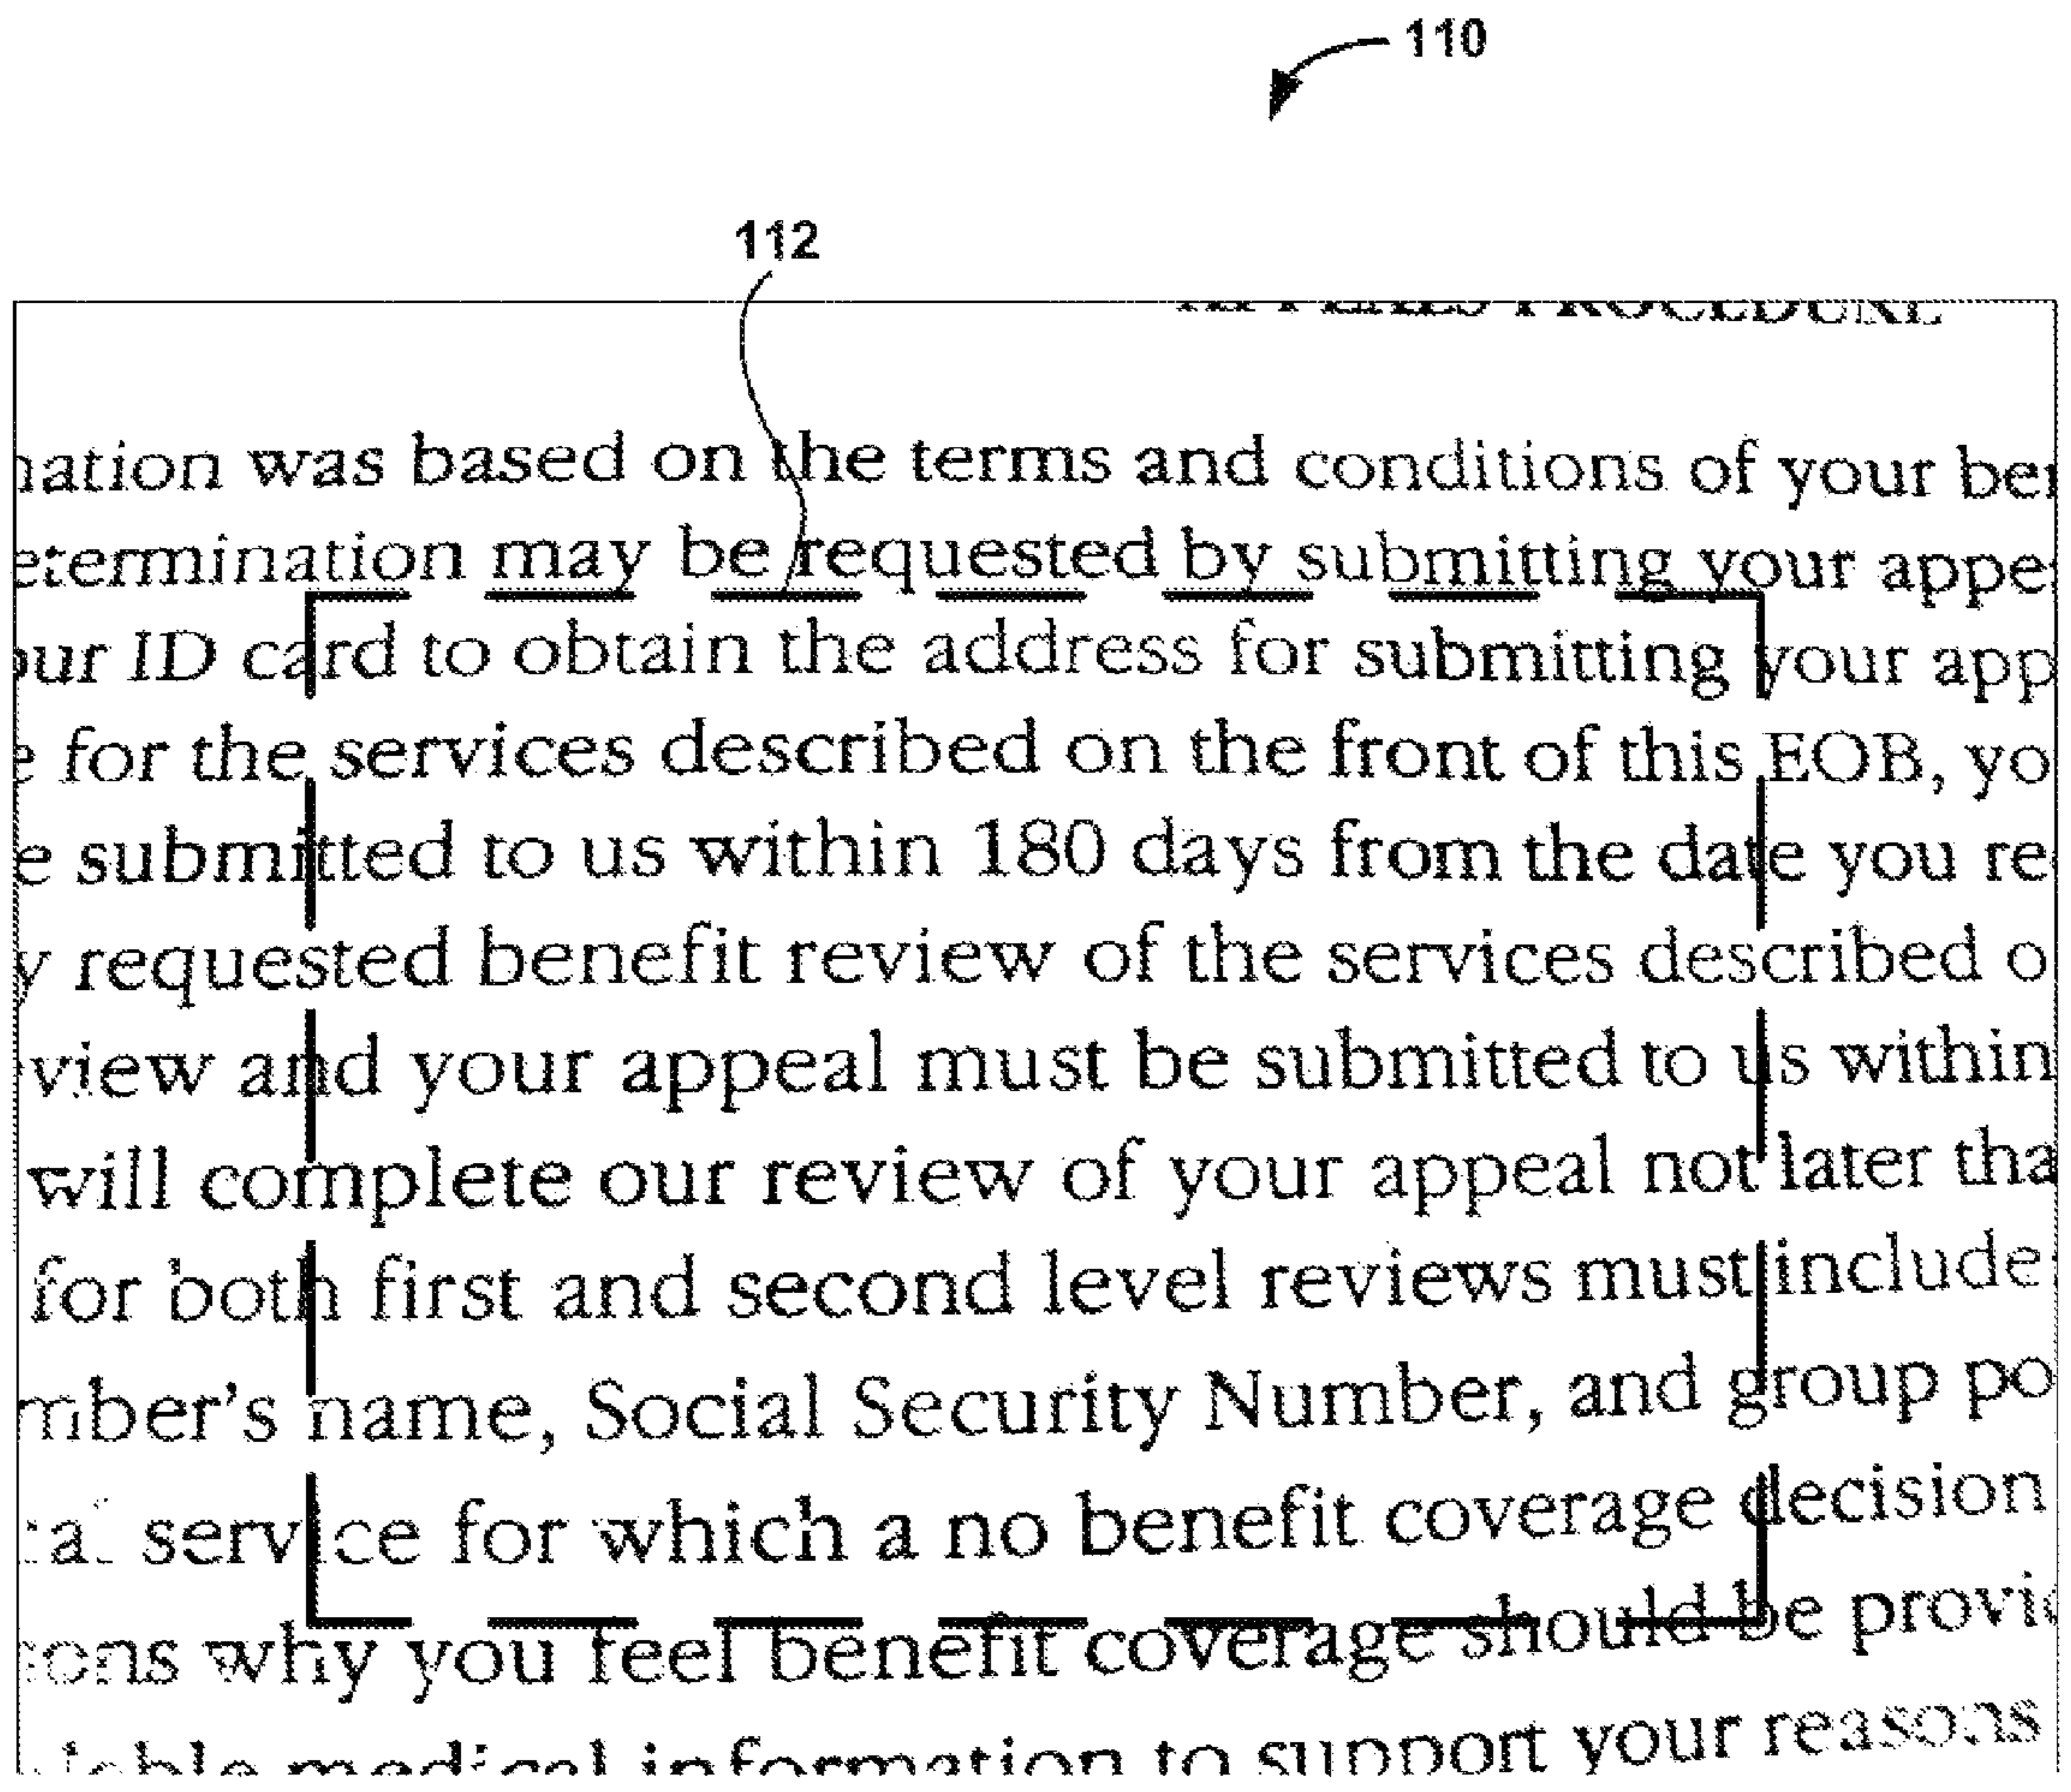 110
112
APPEALS PROCEDURE
nation was based on the terms and conditions of your ben
etermination may be requested by submitting your appe
our ID card to obtain the address for submitting your app
e for the services described on the front of this EOB, yo
e submitted to us within 180 days from the date you re
y requested benefit review of the services described o
view and your appeal must be submitted to us within
will complete our review of your appeal not later tha
for both first and second level reviews must include
mber's name, Social Security Number, and group po
service for which a no benefit coverage decision
why you feel benefit coverage should be provid
medical information to support your reasons